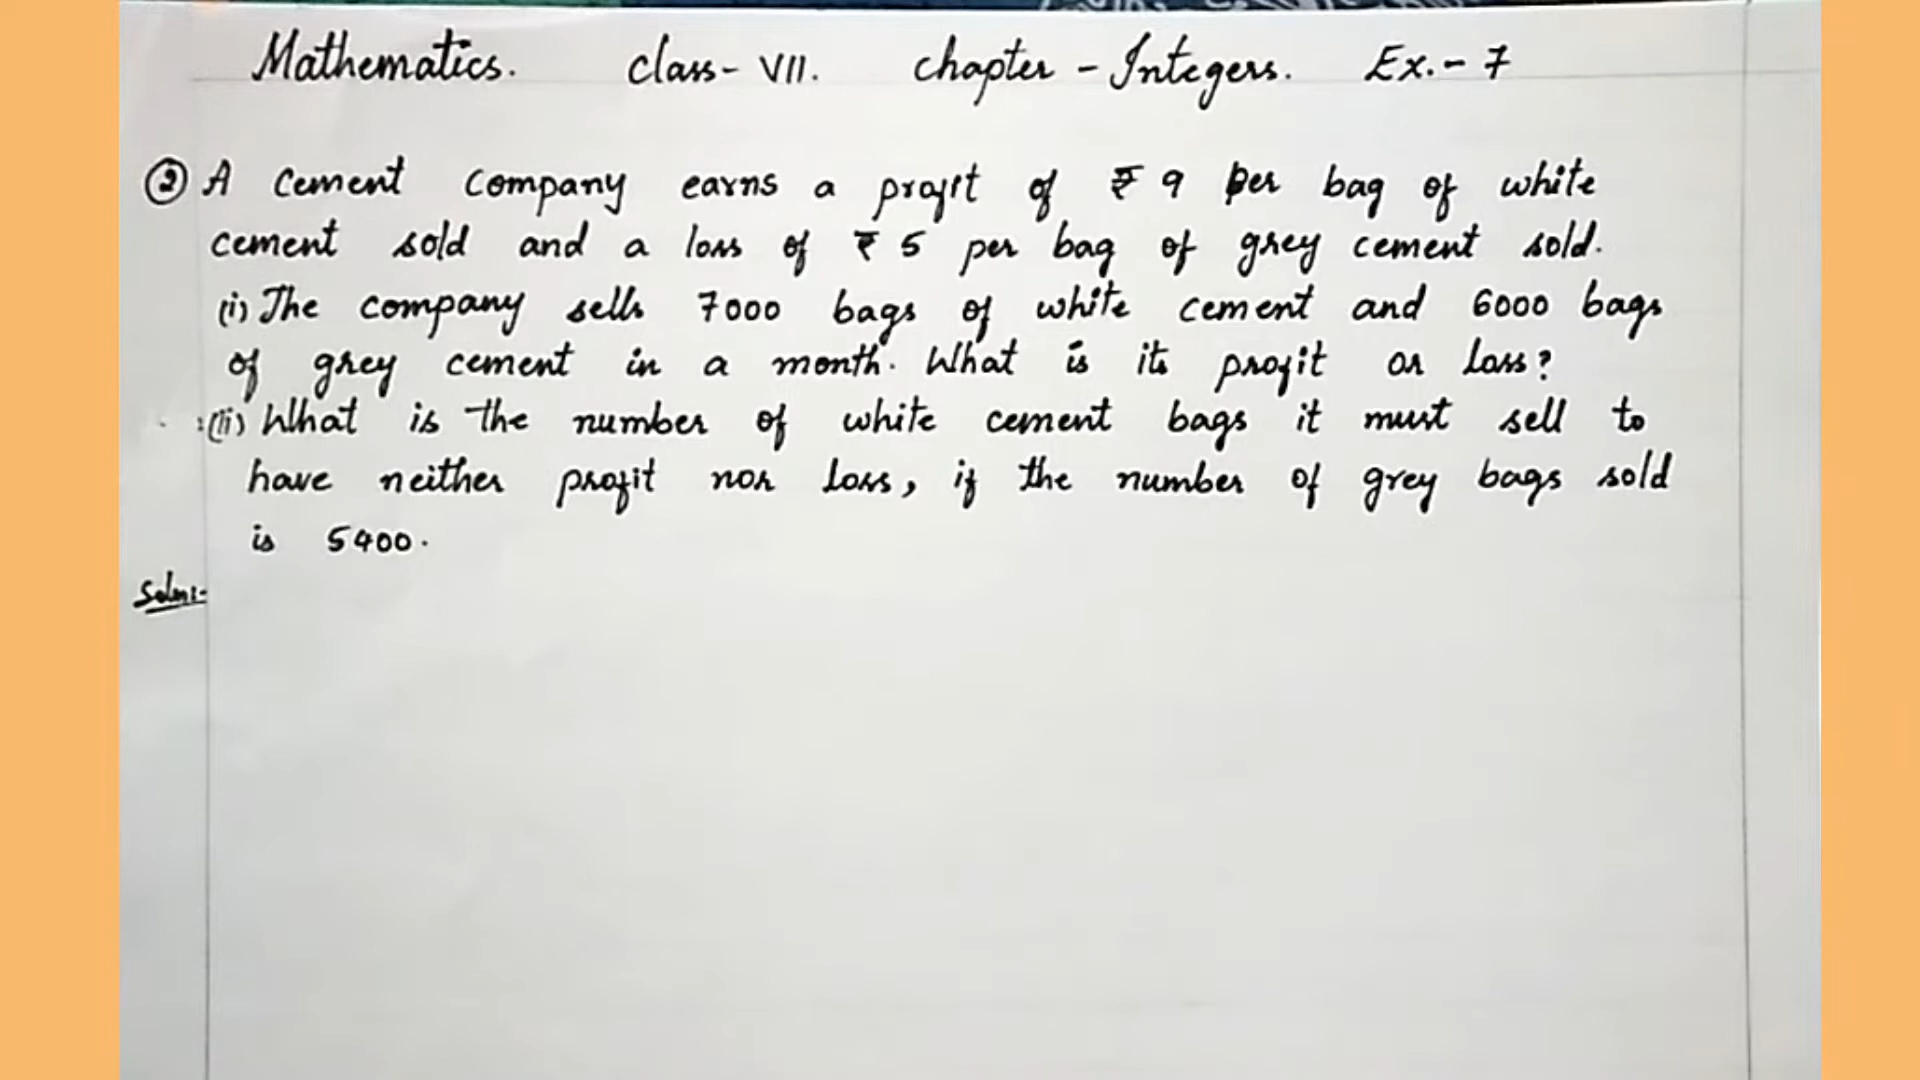 Mathematics. class- VII. chapter - Integers. Ex.- 7
② A cement company earns a profit of ₹ 9 per bag of white
cement sold and a loss of ₹ 5 per bag of grey cement sold.
(i) The company sells 7000 bags of white cement and 6000 bags
of grey cement in a month. What is its profit or loss?
(ii) What is the number of white cement bags it must sell to
have neither profit nor loss, if the number of grey bags sold
is 5400.
Soln:-